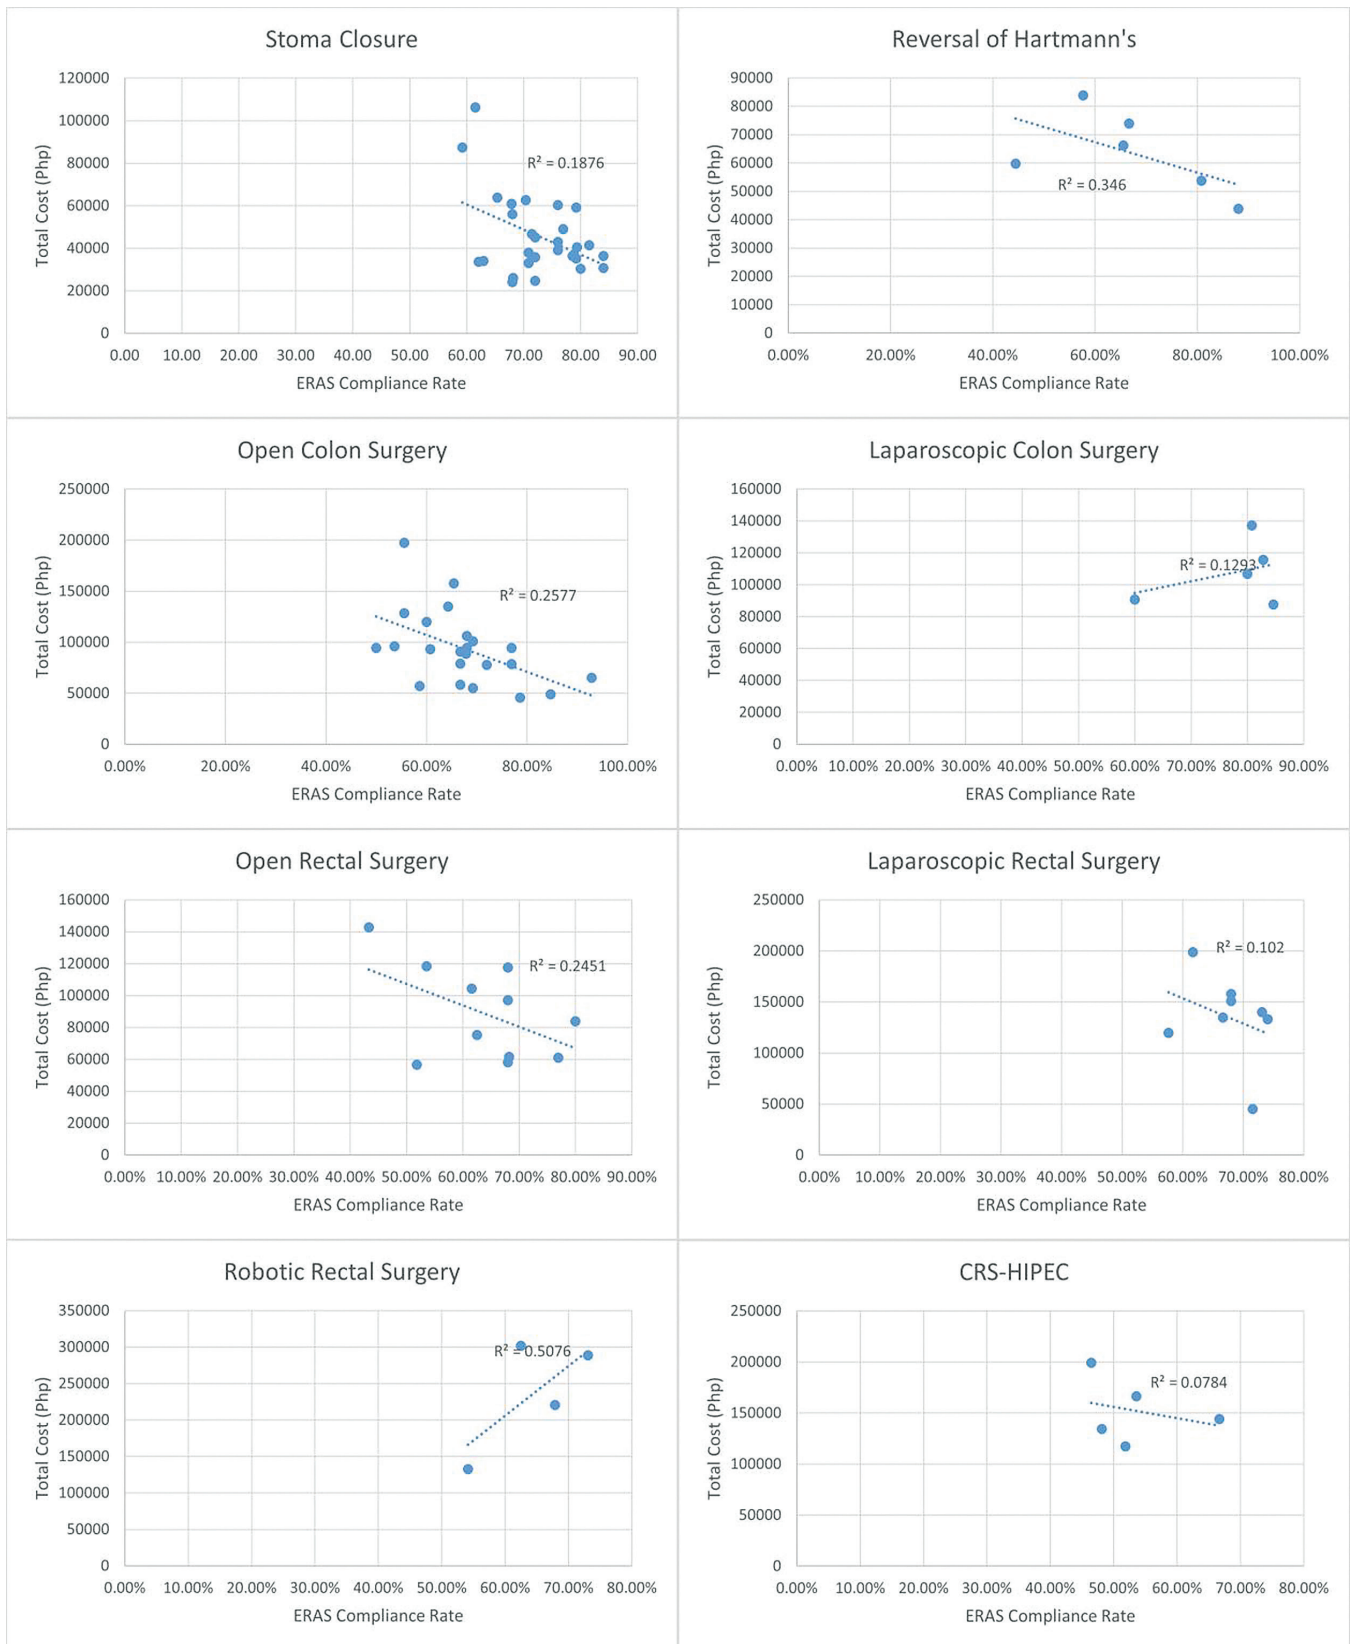 Stoma Closure
Total Cost (Php)
120000
100000
80000
60000
40000
20000
0
R² = 0.1876
0.00 10.00 20.00 30.00 40.00 50.00 60.00 70.00 80.00 90.00
ERAS Compliance Rate
Reversal of Hartmann's
Total Cost (Php)
90000
80000
70000
60000
50000
40000
30000
20000
10000
0
R² = 0.346
0.00% 20.00% 40.00% 60.00% 80.00% 100.00%
ERAS Compliance Rate
Open Colon Surgery
Total Cost (Php)
250000
200000
150000
100000
50000
0
R² = 0.2577
0.00% 20.00% 40.00% 60.00% 80.00% 100.00%
ERAS Compliance Rate
Laparoscopic Colon Surgery
Total Cost (Php)
160000
140000
120000
100000
80000
60000
40000
20000
0
R² = 0.1293
0.00% 10.00% 20.00% 30.00% 40.00% 50.00% 60.00% 70.00% 80.00% 90.00%
ERAS Compliance Rate
Open Rectal Surgery
Total Cost (Php)
160000
140000
120000
100000
80000
60000
40000
20000
0
R² = 0.2451
0.00% 10.00% 20.00% 30.00% 40.00% 50.00% 60.00% 70.00% 80.00% 90.00%
ERAS Compliance Rate
Laparoscopic Rectal Surgery
Total Cost (Php)
250000
200000
150000
100000
50000
0
R² = 0.102
0.00% 10.00% 20.00% 30.00% 40.00% 50.00% 60.00% 70.00% 80.00%
ERAS Compliance Rate
Robotic Rectal Surgery
Total Cost (Php)
350000
300000
250000
200000
150000
100000
50000
0
R² = 0.5076
0.00% 10.00% 20.00% 30.00% 40.00% 50.00% 60.00% 70.00% 80.00%
ERAS Compliance Rate
CRS-HIPEC
Total Cost (Php)
250000
200000
150000
100000
50000
0
R² = 0.0784
0.00% 10.00% 20.00% 30.00% 40.00% 50.00% 60.00% 70.00% 80.00%
ERAS Compliance Rate